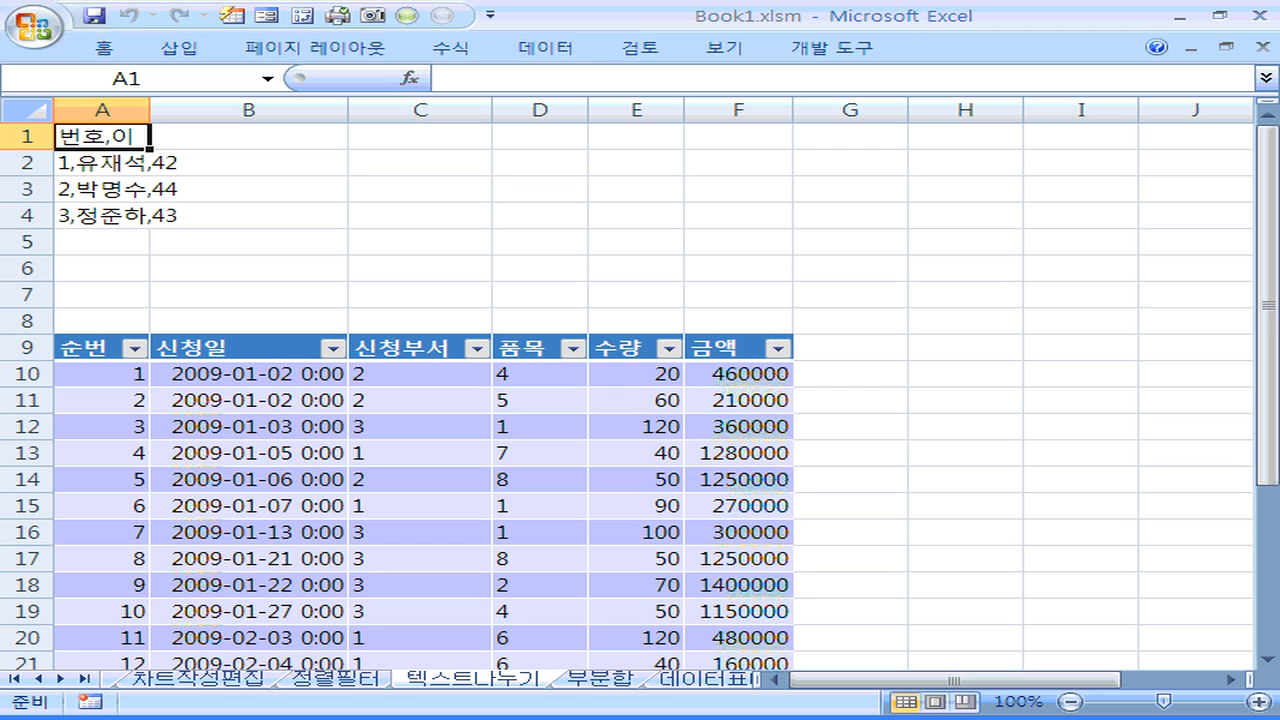 Book1.xlsm - Microsoft Excel
홈 삽입 페이지 레이아웃 수식 데이터 검토 보기 개발 도구
A1 fx
A B C D E F G H I J
1 번호,이
2 1,유재석,42
3 2,박명수,44
4 3,정준하,43
5
6
7
8
9 순번 신청일 신청부서 품목 수량 금액
10 1 2009-01-02 0:00 2 4 20 460000
11 2 2009-01-02 0:00 2 5 60 210000
12 3 2009-01-03 0:00 3 1 120 360000
13 4 2009-01-05 0:00 1 7 40 1280000
14 5 2009-01-06 0:00 2 8 50 1250000
15 6 2009-01-07 0:00 1 1 90 270000
16 7 2009-01-13 0:00 3 1 100 300000
17 8 2009-01-21 0:00 3 8 50 1250000
18 9 2009-01-22 0:00 3 2 70 1400000
19 10 2009-01-27 0:00 3 4 50 1150000
20 11 2009-02-03 0:00 1 6 120 480000
21 12 2009-02-04 0:00 1 6 40 160000
차트작성편집 정렬필터 텍스트나누기 부분합 데이터표
준비 100%